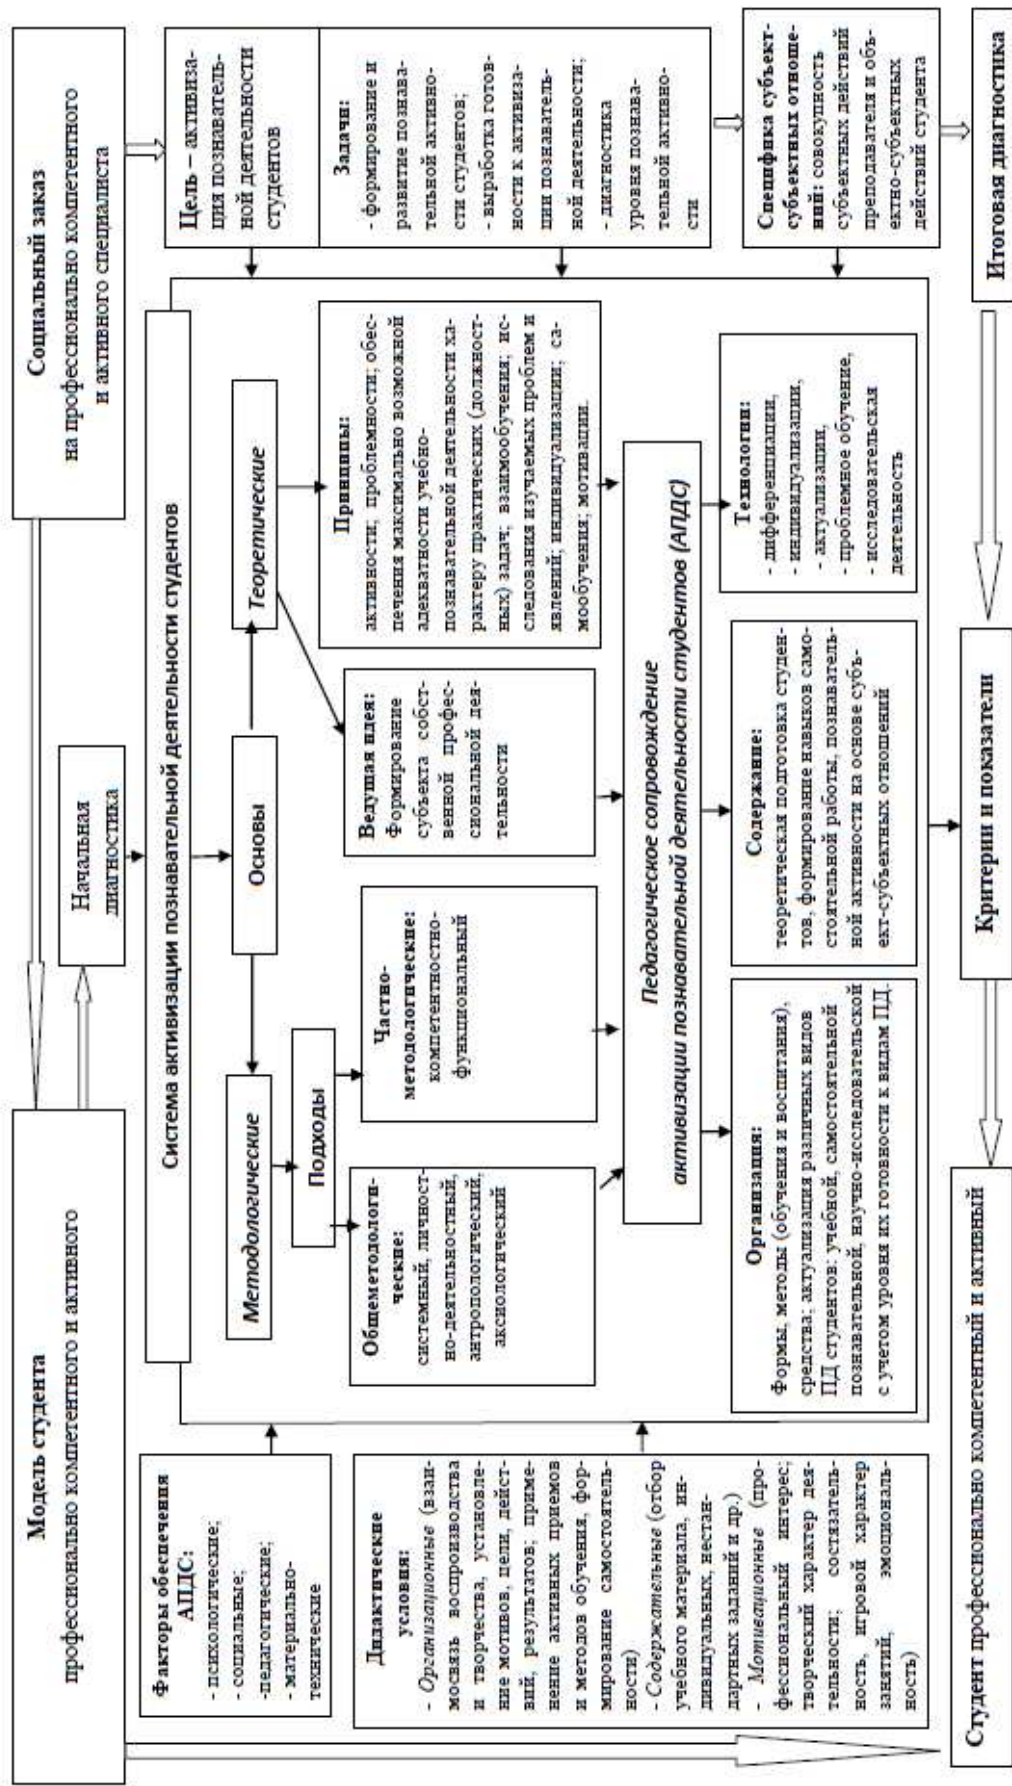 Модель студента
профессионально компетентного и активного
Социальный заказ
на профессионально компетентного
и активного специалиста
Начальная
диагностика
Факторы обеспечения
АПДС:
- психологические;
- социальные;
-педагогические;
- материально-
технические
Дидактические
условия:
- Организационные (взаи-
мосвязь воспроизводства
и творчества, установле-
ние мотивов, цели, дейст-
вий, результатов; приме-
нение активных приемов
и методов обучения, фор-
мирование самостоятель-
ности)
- Содержательные (отбор
учебного материала, ин-
дивидуальных, нестан-
дартных заданий и др.)
- Мотивационные (про-
фессиональный интерес;
творческий характер дея-
тельности; состязатель-
ность, игровой характер
занятий, эмоциональ-
ность)
Система активизации познавательной деятельности студентов
Основы
Методологические
Теоретические
Подходы
Общеметодологи-
ческие:
системный, личност-
но-деятельностный,
антропологический,
аксиологический
Частно-
методологические:
компетентностно-
функциональный
Ведущая идея:
Формирование
субъекта собст-
венной профес-
сиональной дея-
тельности
Принципы:
активности; проблемности; обес-
печения максимально возможной
адекватности учебно-
познавательной деятельности ха-
рактеру практических (должност-
ных) задач; взаимообучения; ис-
следования изучаемых проблем и
явлений; индивидуализации; са-
мообучения; мотивации.
Педагогическое сопровождение
активизации познавательной деятельности студентов (АПДС)
Организация:
Формы, методы (обучения и воспитания),
средства; актуализация различных видов
ПД студентов: учебной, самостоятельной
познавательной, научно-исследовательской
с учетом уровня их готовности к видам ПД.
Содержание:
теоретическая подготовка студен-
тов, формирование навыков само-
стоятельной работы, познаватель-
ной активности на основе субъ-
ект-субъектных отношений
Технологии:
- дифференциации,
- индивидуализации,
- актуализации,
- проблемное обучение,
- исследовательская
деятельность
Цель – активиза-
ция познаватель-
ной деятельности
студентов
Задачи:
- формирование и
развитие познава-
тельной активно-
сти студентов;
- выработка готов-
ности к активиза-
ции познаватель-
ной деятельности;
- диагностика
уровня познава-
тельной активно-
сти
Специфика субъект-
субъектных отноше-
ний: совокупность
субъектных действий
преподавателя и объ-
ектно-субъектных
действий студента
Студент профессионально компетентный и активный
Критерии и показатели
Итоговая диагностика